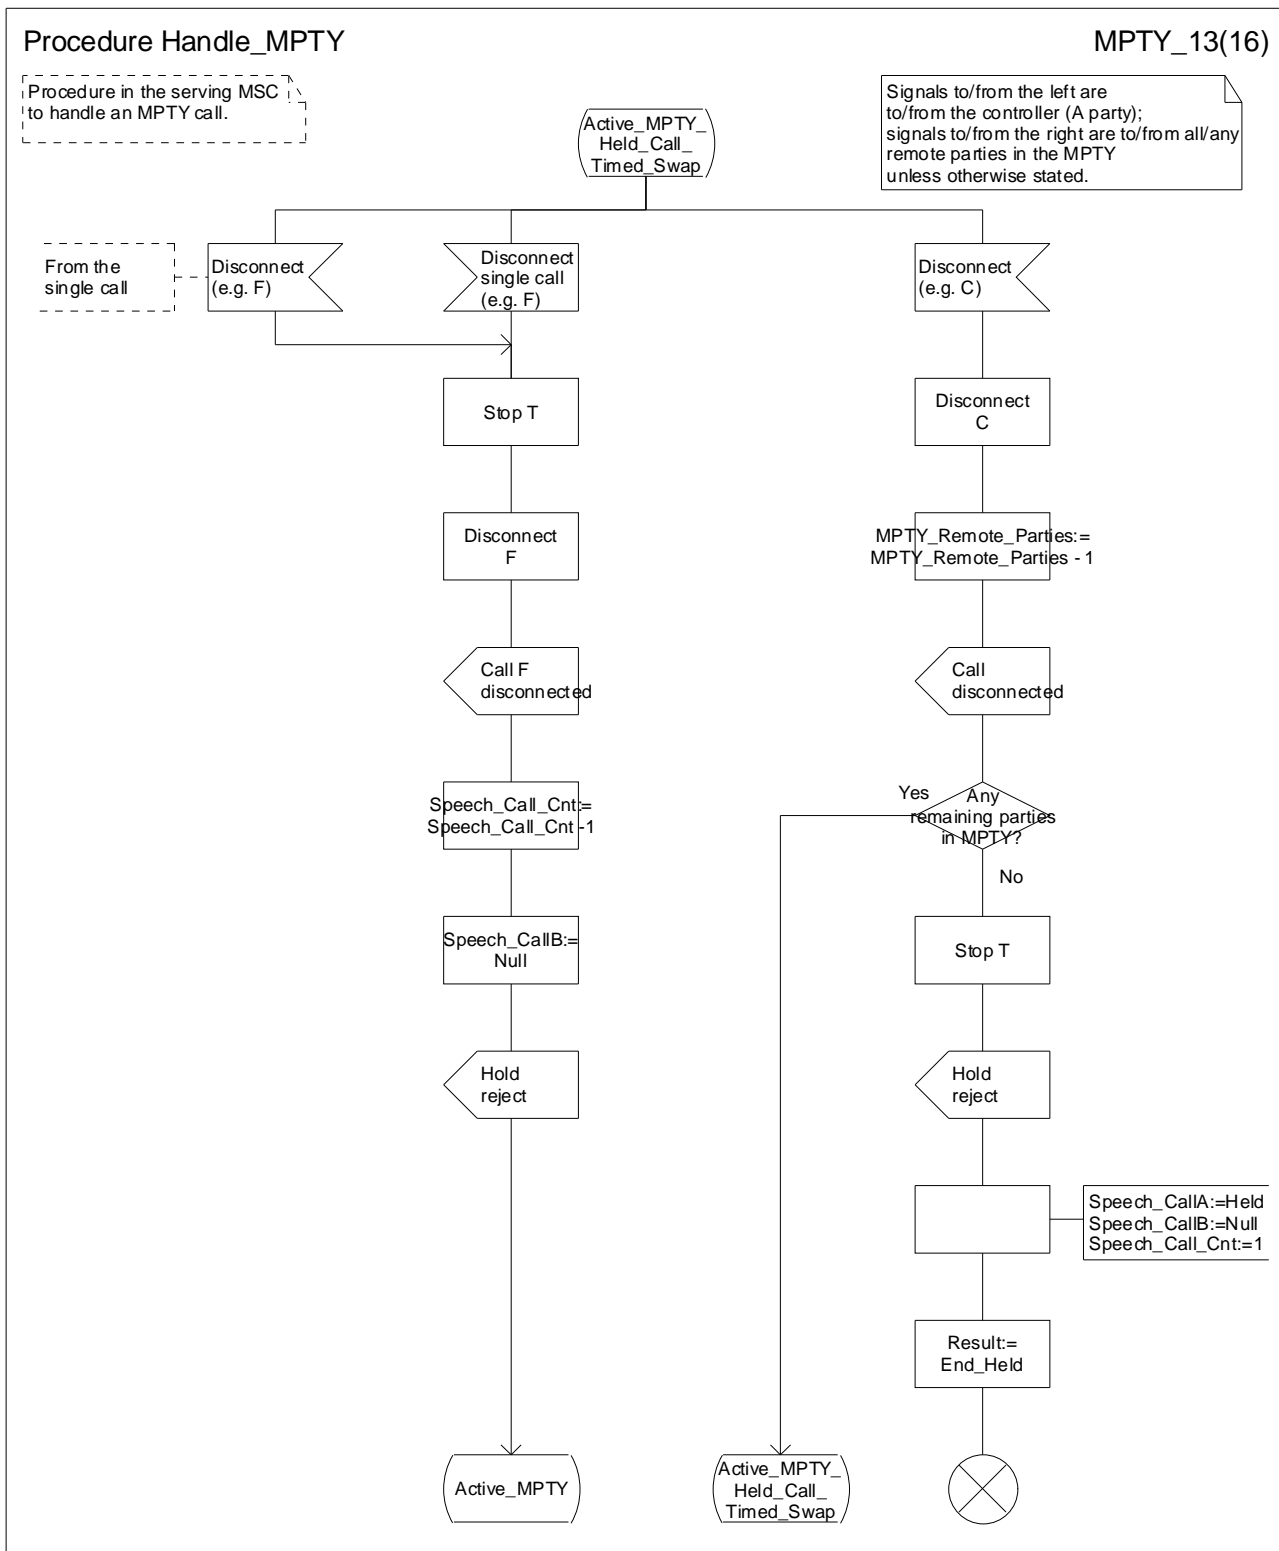 Procedure Handle_MPTY
MPTY_13(16)
Procedure in the serving MSC
to handle an MPTY call.
Signals to/from the left are
to/from the controller (A party);
signals to/from the right are to/from all/any
remote parties in the MPTY
unless otherwise stated.
Active_MPTY_
Held_Call_
Timed_Swap
From the
single call
Disconnect
(e.g. F)
Disconnect
single call
(e.g. F)
Disconnect
(e.g. C)
Stop T
Disconnect
C
Disconnect
F
MPTY_Remote_Parties:=
MPTY_Remote_Parties - 1
Call F
disconnected
Call
disconnected
Speech_Call_Cnt:=
Speech_Call_Cnt -1
Yes
Any
remaining parties
in MPTY?
No
Speech_CallB:=
Null
Stop T
Hold
reject
Hold
reject
Speech_CallA:=Held
Speech_CallB:=Null
Speech_Call_Cnt:=1
Result:=
End_Held
Active_MPTY
Active_MPTY_
Held_Call_
Timed_Swap